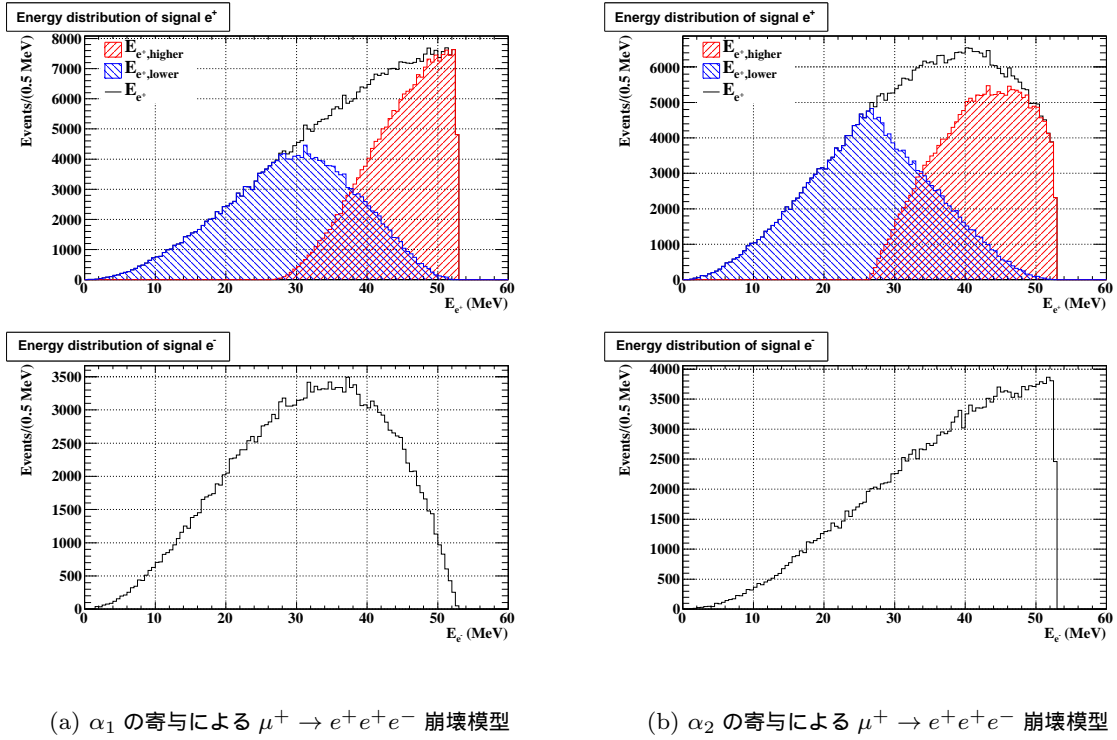 Energy distribution of signal e⁺
Events/(0.5 MeV)
8000
7000
6000
5000
4000
3000
2000
1000
0
E_{e⁺,higher}
E_{e⁺,lower}
E_{e⁺}
0 10 20 30 40 50 60
E_{e⁺} (MeV)
Energy distribution of signal e⁺
Events/(0.5 MeV)
6000
5000
4000
3000
2000
1000
0
E_{e⁺,higher}
E_{e⁺,lower}
E_{e⁺}
0 10 20 30 40 50 60
E_{e⁺} (MeV)
Energy distribution of signal e⁻
Events/(0.5 MeV)
3500
3000
2500
2000
1500
1000
500
0
0 10 20 30 40 50 60
E_{e⁻} (MeV)
Energy distribution of signal e⁻
Events/(0.5 MeV)
4000
3500
3000
2500
2000
1500
1000
500
0
0 10 20 30 40 50 60
E_{e⁻} (MeV)
(a) α₁ の寄与による μ⁺ → e⁺e⁺e⁻ 崩壊模型
(b) α₂ の寄与による μ⁺ → e⁺e⁺e⁻ 崩壊模型